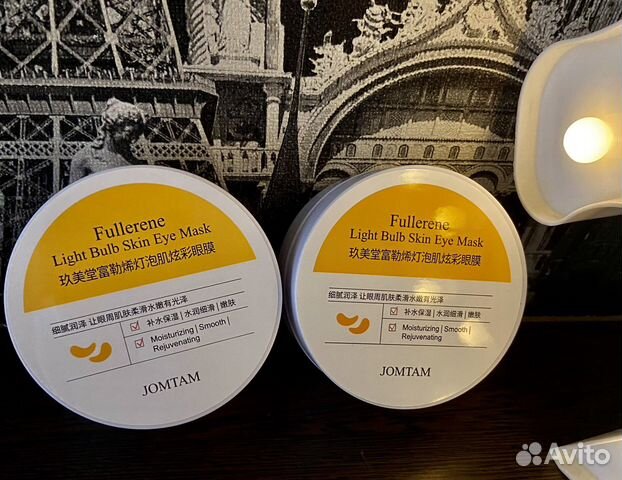 Fullerene
Light Bulb Skin Eye Mask
玖美堂富勒烯灯泡肌炫彩眼膜
细腻润泽 让眼周肌肤柔滑水嫩有光泽
补水保湿 | 水润细滑 | 嫩肤
Moisturizing | Smooth |
Rejuvenating
JOMTAM
Fullerene
Light Bulb Skin Eye Mask
玖美堂富勒烯灯泡肌炫彩眼膜
细腻润泽 让眼周肌肤柔滑水嫩有光泽
补水保湿 | 水润细滑 | 嫩肤
Moisturizing | Smooth |
Rejuvenating
JOMTAM
Avito